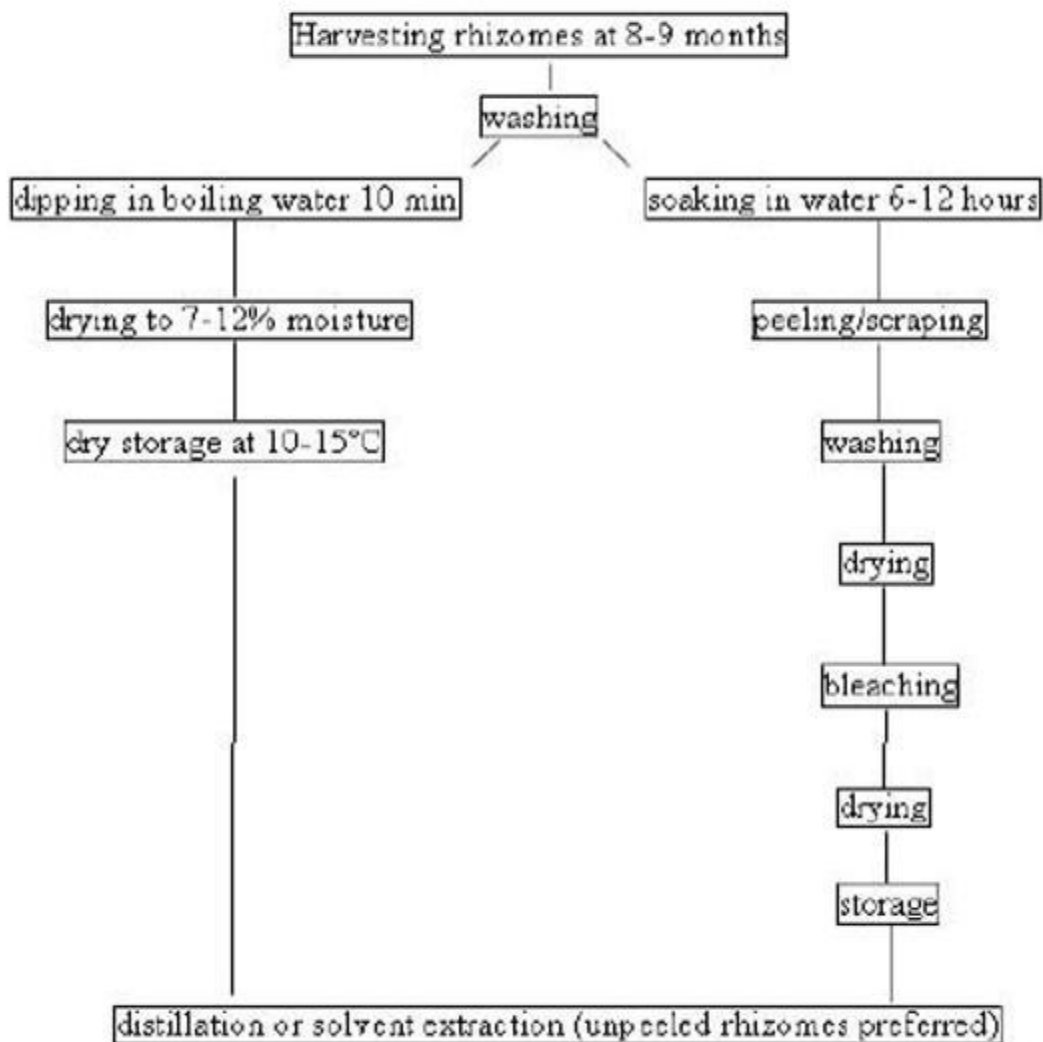 Harvesting rhizomes at 8-9 months
washing
dipping in boiling water 10 min
soaking in water 6-12 hours
drying to 7-12% moisture
peeling/scraping
dry storage at 10-15°C
washing
drying
bleaching
drying
storage
distillation or solvent extraction (unpeeled rhizomes preferred)